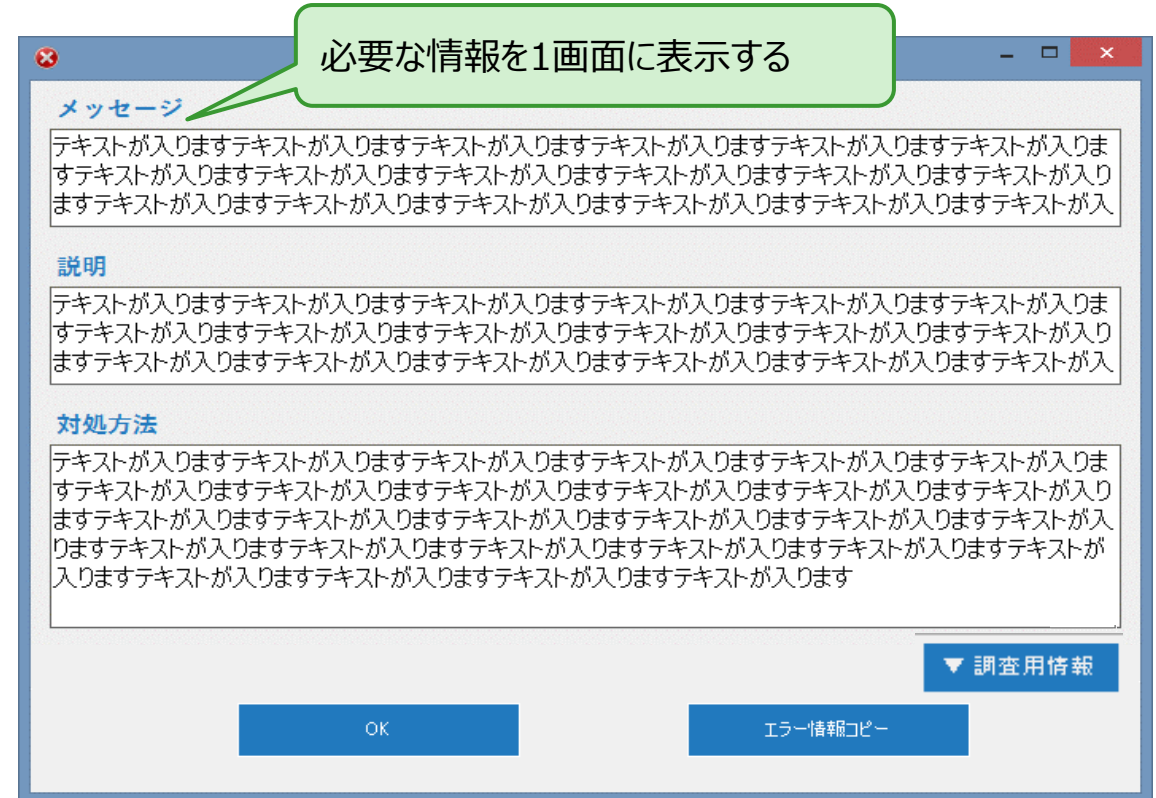 必要な情報を1画面に表示する
メッセージ
テキストが入りますテキストが入りますテキストが入りますテキストが入りますテキストが入りますテキストが入りま
すテキストが入りますテキストが入りますテキストが入りますテキストが入りますテキストが入りますテキストが入り
ますテキストが入りますテキストが入りますテキストが入りますテキストが入りますテキストが入りますテキストが入
説明
テキストが入りますテキストが入りますテキストが入りますテキストが入りますテキストが入りますテキストが入りま
すテキストが入りますテキストが入りますテキストが入りますテキストが入りますテキストが入りますテキストが入り
ますテキストが入りますテキストが入りますテキストが入りますテキストが入りますテキストが入りますテキストが入
対処方法
テキストが入りますテキストが入りますテキストが入りますテキストが入りますテキストが入りますテキストが入りま
すテキストが入りますテキストが入りますテキストが入りますテキストが入りますテキストが入りますテキストが入り
ますテキストが入りますテキストが入りますテキストが入りますテキストが入りますテキストが入りますテキストが入
りますテキストが入りますテキストが入りますテキストが入りますテキストが入りますテキストが入りますテキストが
入りますテキストが入りますテキストが入りますテキストが入りますテキストが入ります
▼ 調査用情報
OK
エラー情報コピー